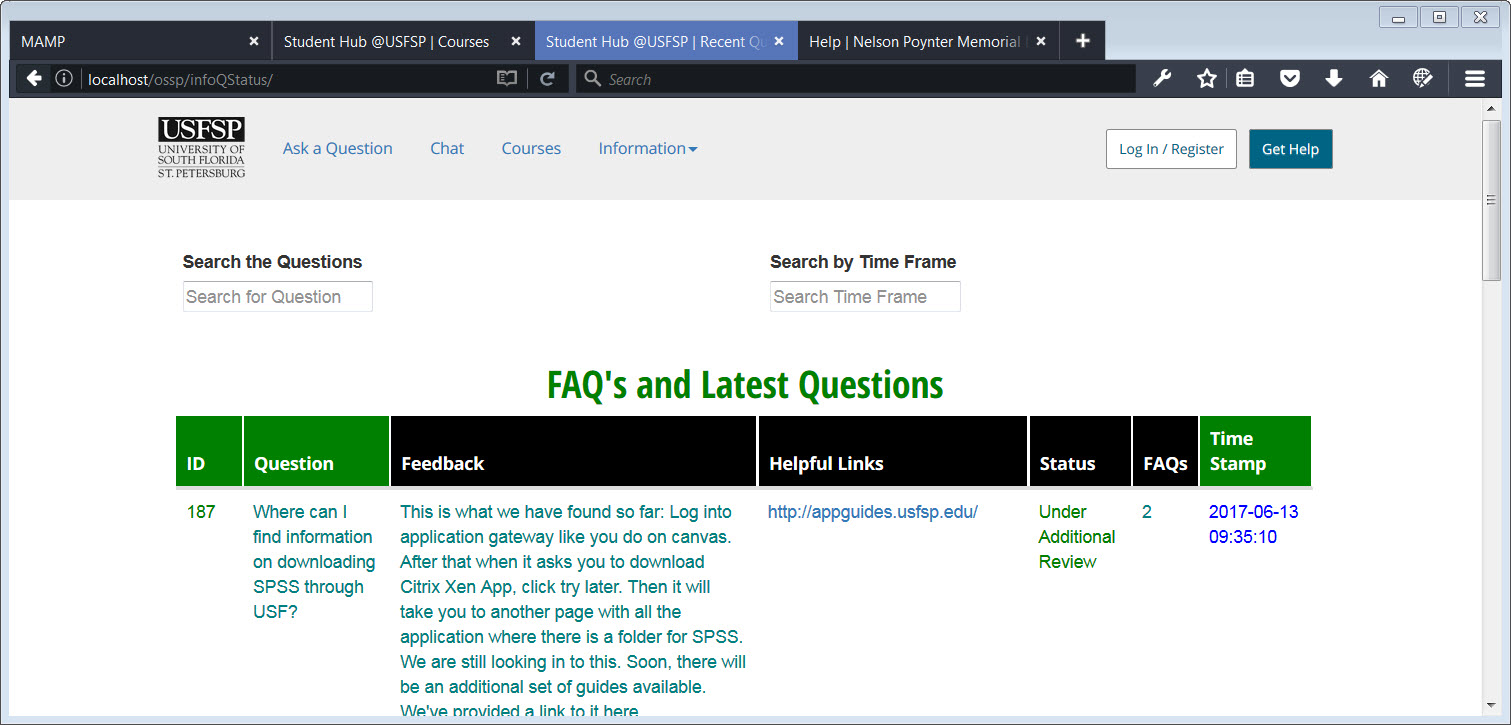 MAMP
Student Hub @USFSP | Courses
Student Hub @USFSP | Recent Qu
Help | Nelson Poynter Memorial
localhost/ossp/infoQStatus/
Search
USFSP
UNIVERSITY OF
SOUTH FLORIDA
ST. PETERSBURG
Ask a Question
Chat
Courses
Information
Log In / Register
Get Help
Search the Questions
Search for Question
Search by Time Frame
Search Time Frame
FAQ's and Latest Questions
ID
Question
Feedback
Helpful Links
Status
FAQs
Time
Stamp
187
Where can I
find information
on downloading
SPSS through
USF?
This is what we have found so far: Log into
application gateway like you do on canvas.
After that when it asks you to download
Citrix Xen App, click try later. Then it will
take you to another page with all the
application where there is a folder for SPSS.
We are still looking in to this. Soon, there will
be an additional set of guides available.
We've provided a link to it here
http://appguides.usfsp.edu/
Under
Additional
Review
2
2017-06-13
09:35:10